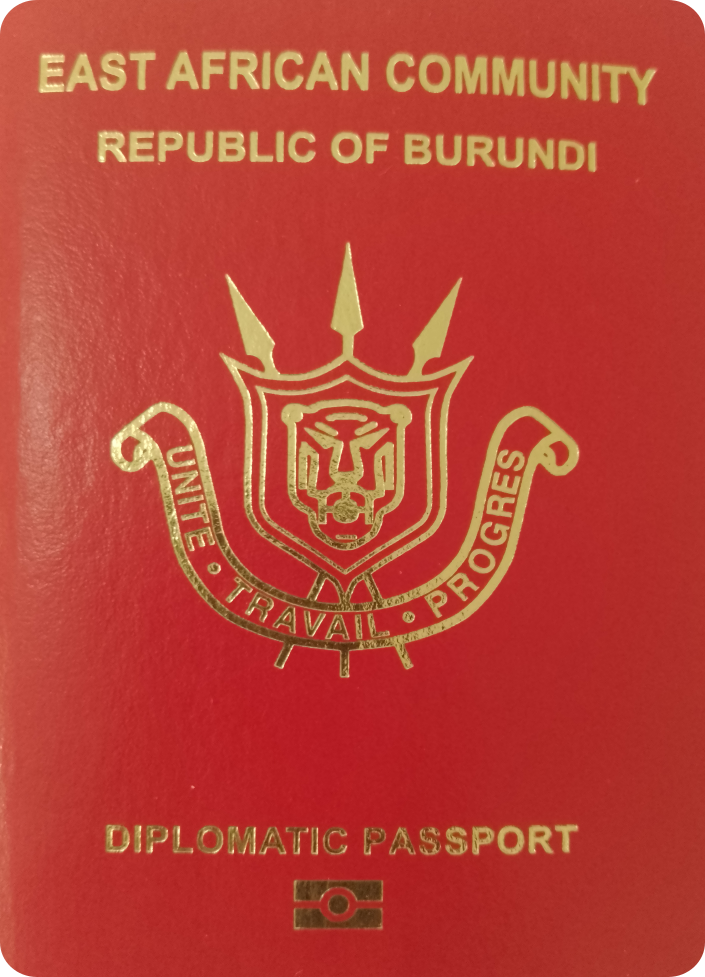 EAST AFRICAN COMMUNITY
REPUBLIC OF BURUNDI
UNITE • TRAVAIL • PROGRES
DIPLOMATIC PASSPORT